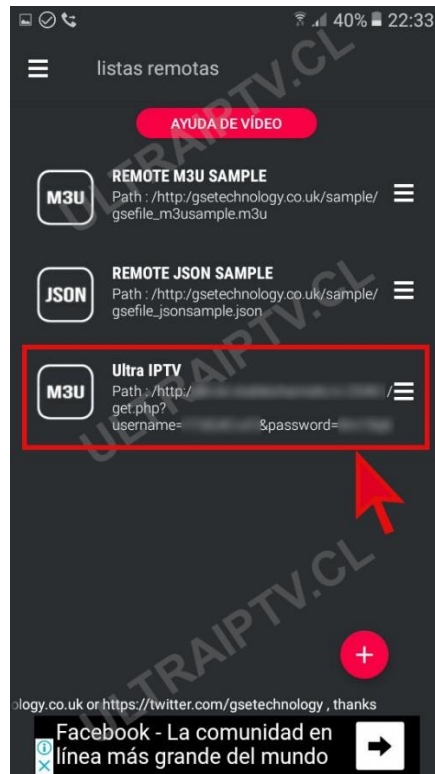 40% 22:33
listas remotas
AYUDA DE VÍDEO
M3U
REMOTE M3U SAMPLE
Path : /http:/gsetechnology.co.uk/sample/
gsefile_m3usample.m3u
JSON
REMOTE JSON SAMPLE
Path : /http:/gsetechnology.co.uk/sample/
gsefile_jsonsample.json
M3U
Ultra IPTV
Path : /http:/ /
get.php?
username= &password=
+
ology.co.uk or https://twitter.com/gsetechnology , thanks
Facebook - La comunidad en
línea más grande del mundo
ULTRAIPTV.CL
ULTRAIPTV.CL
ULTRAIPTV.CL